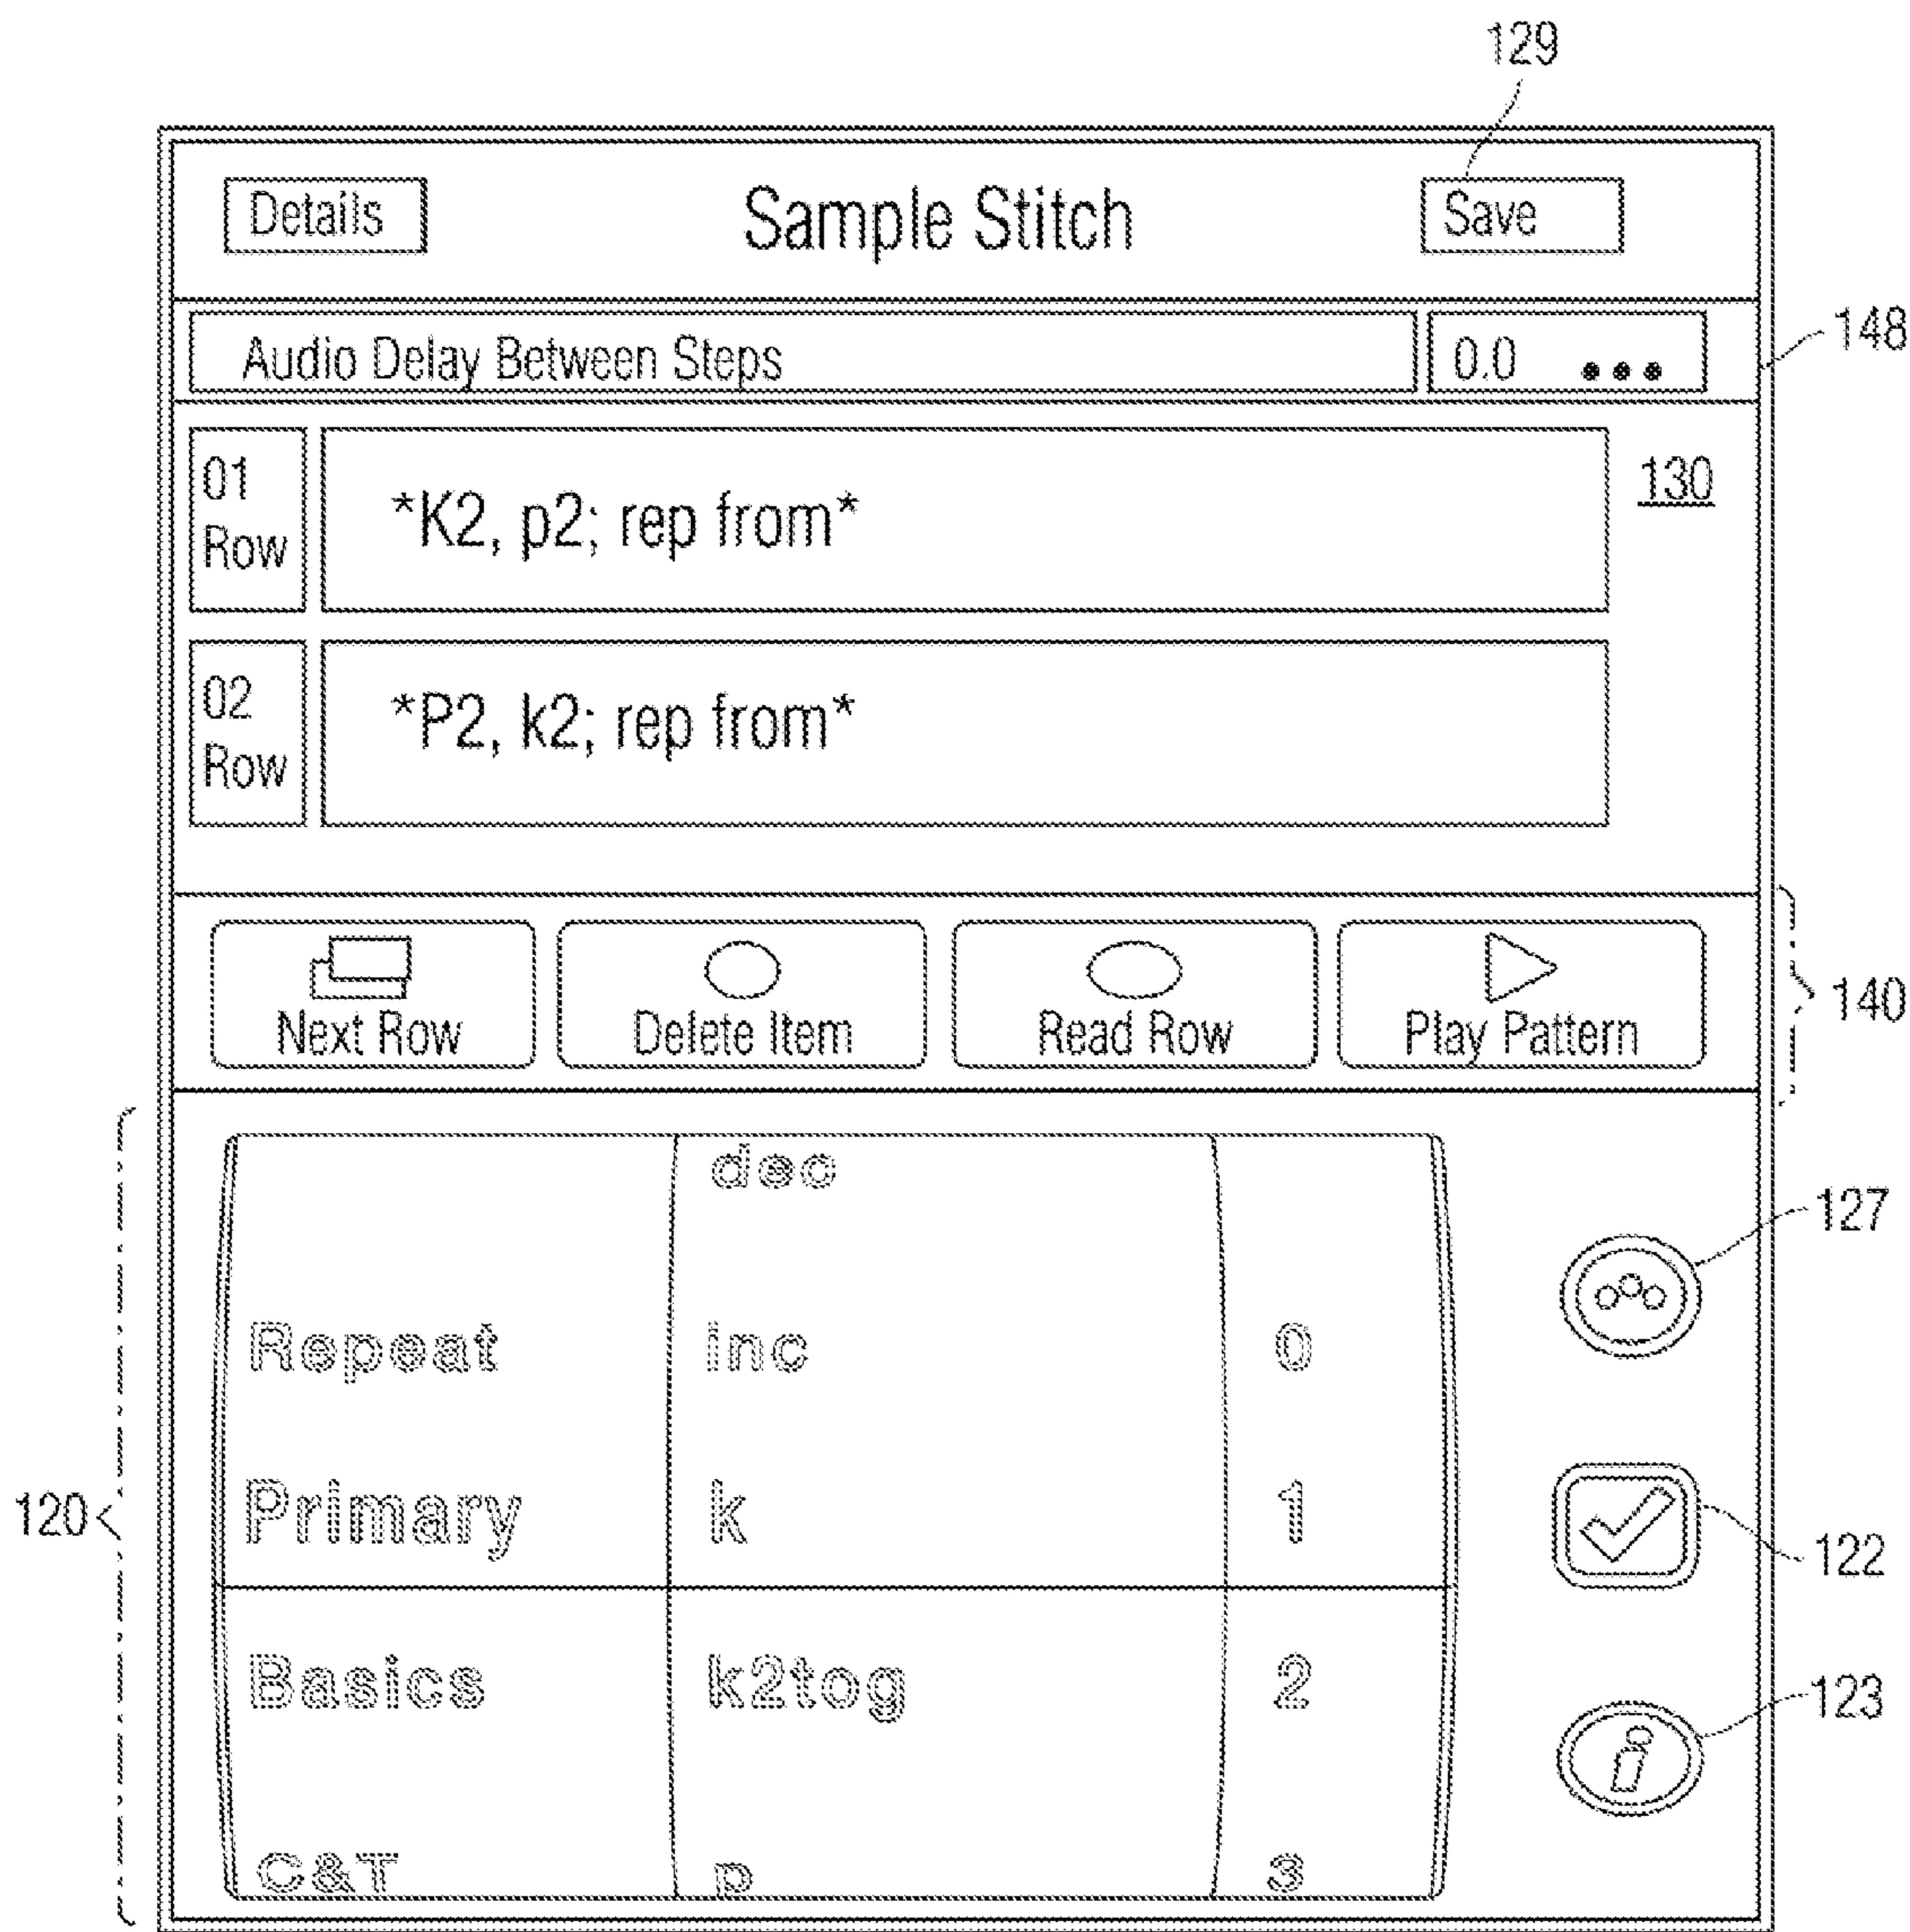 129
Details Sample Stitch Save
Audio Delay Between Steps 0.0 ••• 148
01 Row *K2, p2; rep from* 130
02 Row *P2, k2; rep from*
Next Row Delete Item Read Row Play Pattern 140
dec
127
Repeat inc 0
Primary k 1
120 122
Basics k2tog 2
123
C&T p 3